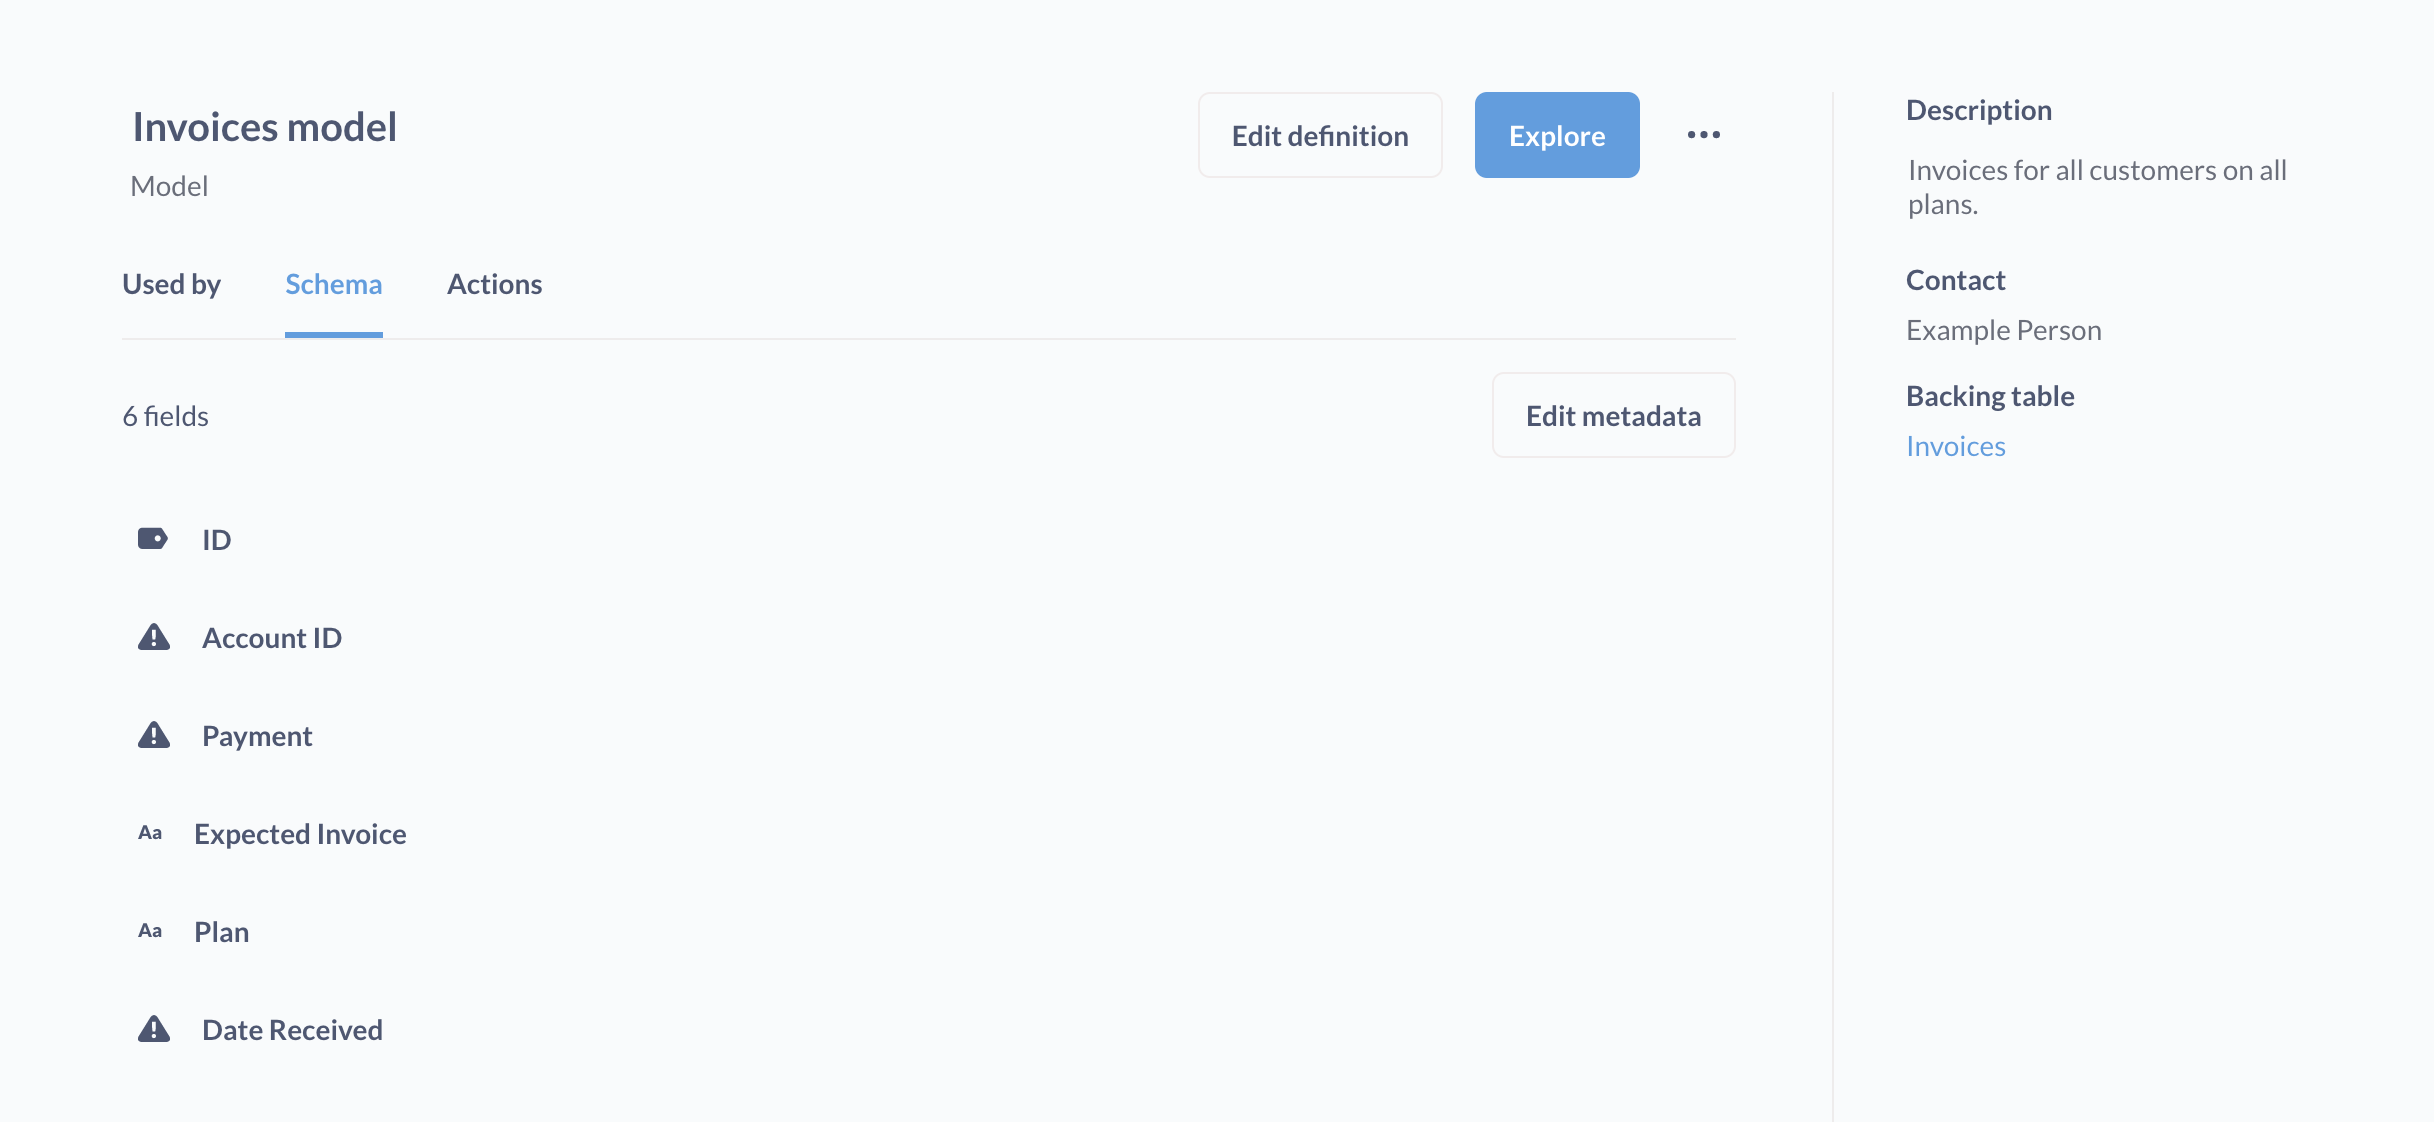 Invoices model
Model
Edit definition
Explore
Used by
Schema
Actions
6 fields
Edit metadata
ID
Account ID
Payment
Aa Expected Invoice
Aa Plan
Date Received
Description
Invoices for all customers on all
plans.
Contact
Example Person
Backing table
Invoices